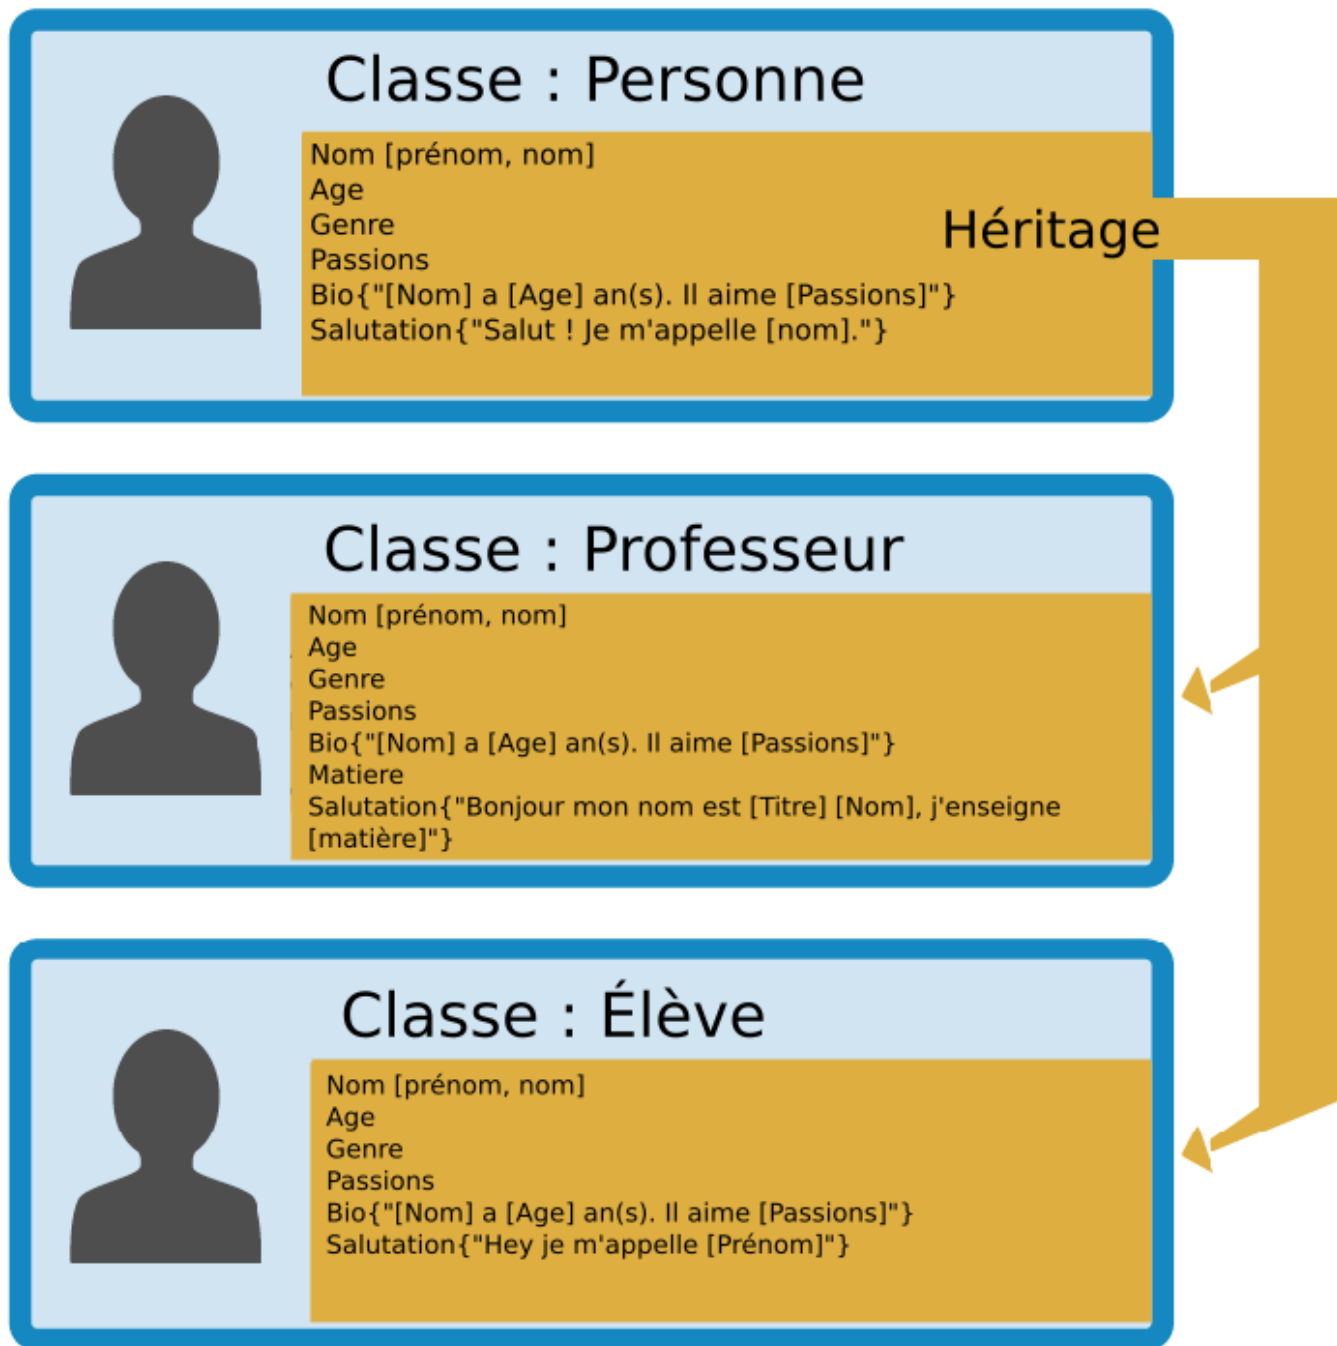 Classe : Personne
Nom [prénom, nom]
Age
Genre
Passions
Bio{"[Nom] a [Age] an(s). Il aime [Passions]"}
Salutation{"Salut ! Je m'appelle [nom]."}
Héritage
Classe : Professeur
Nom [prénom, nom]
Age
Genre
Passions
Bio{"[Nom] a [Age] an(s). Il aime [Passions]"}
Matiere
Salutation{"Bonjour mon nom est [Titre] [Nom], j'enseigne
[matière]"}
Classe : Élève
Nom [prénom, nom]
Age
Genre
Passions
Bio{"[Nom] a [Age] an(s). Il aime [Passions]"}
Salutation{"Hey je m'appelle [Prénom]"}